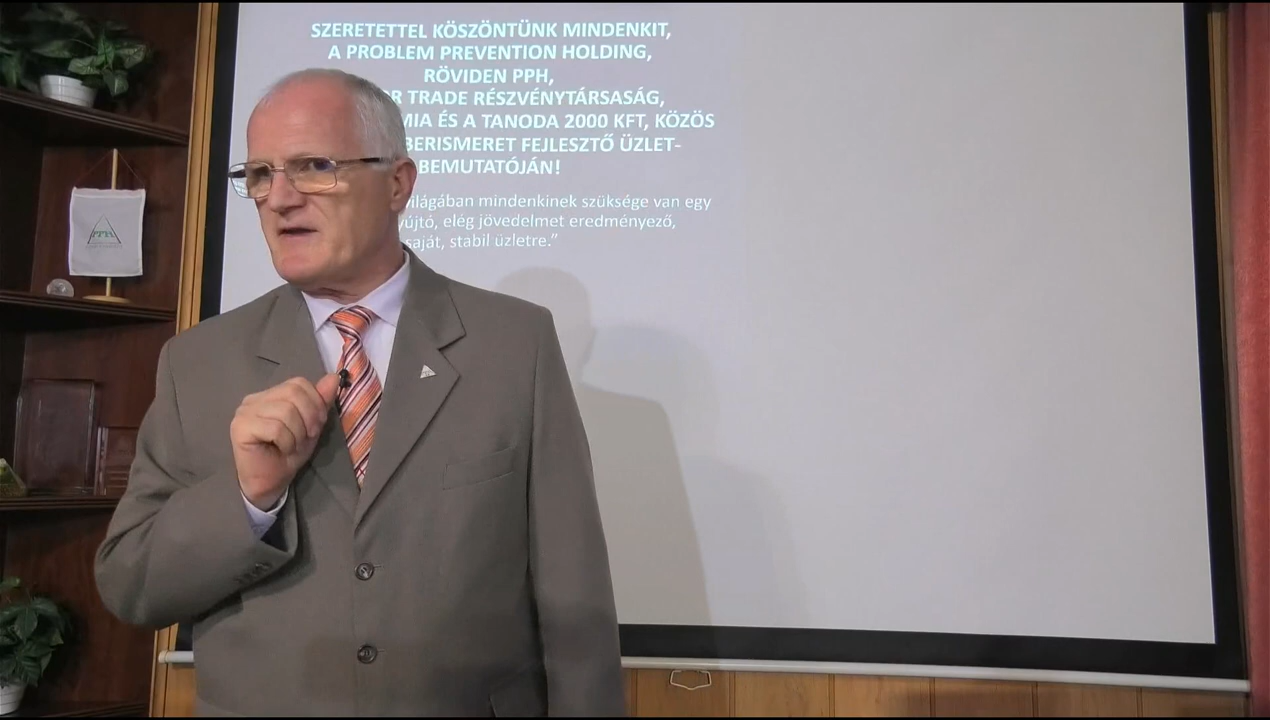 SZERETETTEL KÖSZÖNTÜNK MINDENKIT,
A PROBLEM PREVENTION HOLDING,
RÖVIDEN PPH,
TRADE RÉSZVÉNYTÁRSASÁG,
ÉS A TANODA 2000 KFT, KÖZÖS
FEJLESZTŐ ÜZLET-
BEMUTATÓJÁN!
világában mindenkinek szüksége van egy
elég jövedelmet eredményező,
saját, stabil üzletre.”